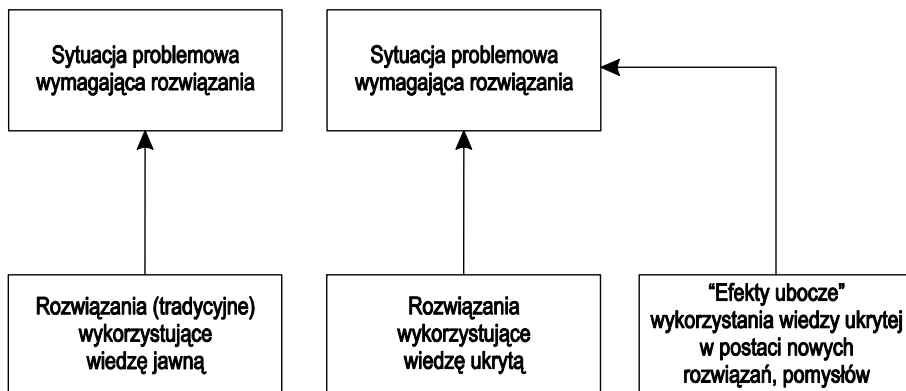 Sytuacja problemowa
wymagająca rozwiązania
Sytuacja problemowa
wymagająca rozwiązania
Rozwiązania (tradycyjne)
wykorzystujące
wiedzę jawną
Rozwiązania
wykorzystujące
wiedzę ukrytą
“Efekty ubocze”
wykorzystania wiedzy ukrytej
w postaci nowych
rozwiązań, pomysłów